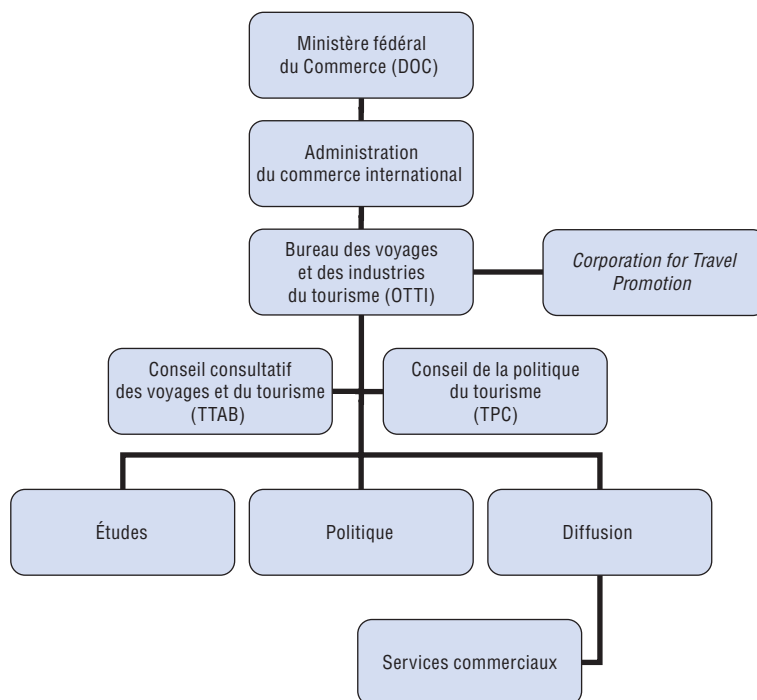 Ministère fédéral
du Commerce (DOC)
Administration
du commerce international
Bureau des voyages
et des industries
du tourisme (OTTI)
Corporation for Travel
Promotion
Conseil consultatif
des voyages et du tourisme
(TTAB)
Conseil de la politique
du tourisme
(TPC)
Études
Politique
Diffusion
Services commerciaux